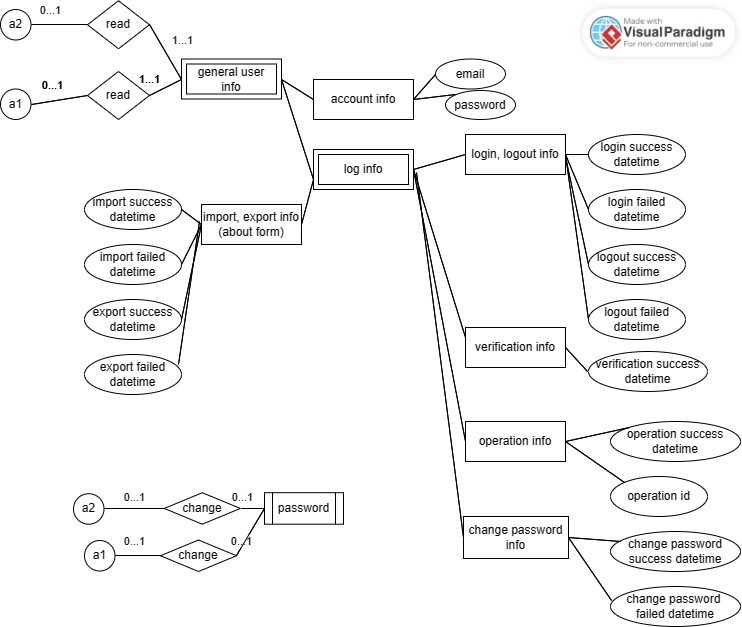 a2
0...1
read
1...1
Made with
VisualParadigm
For non-commercial use
a1
0...1
read
1...1
general user
info
account info
email
password
log info
login, logout info
login success
datetime
login failed
datetime
logout success
datetime
logout failed
datetime
import, export info
(about form)
import success
datetime
import failed
datetime
export success
datetime
export failed
datetime
verification info
verification success
datetime
operation info
operation success
datetime
operation id
change password
info
change password
success datetime
change password
failed datetime
a2
0...1
change
0...1
password
a1
0...1
change
0...1